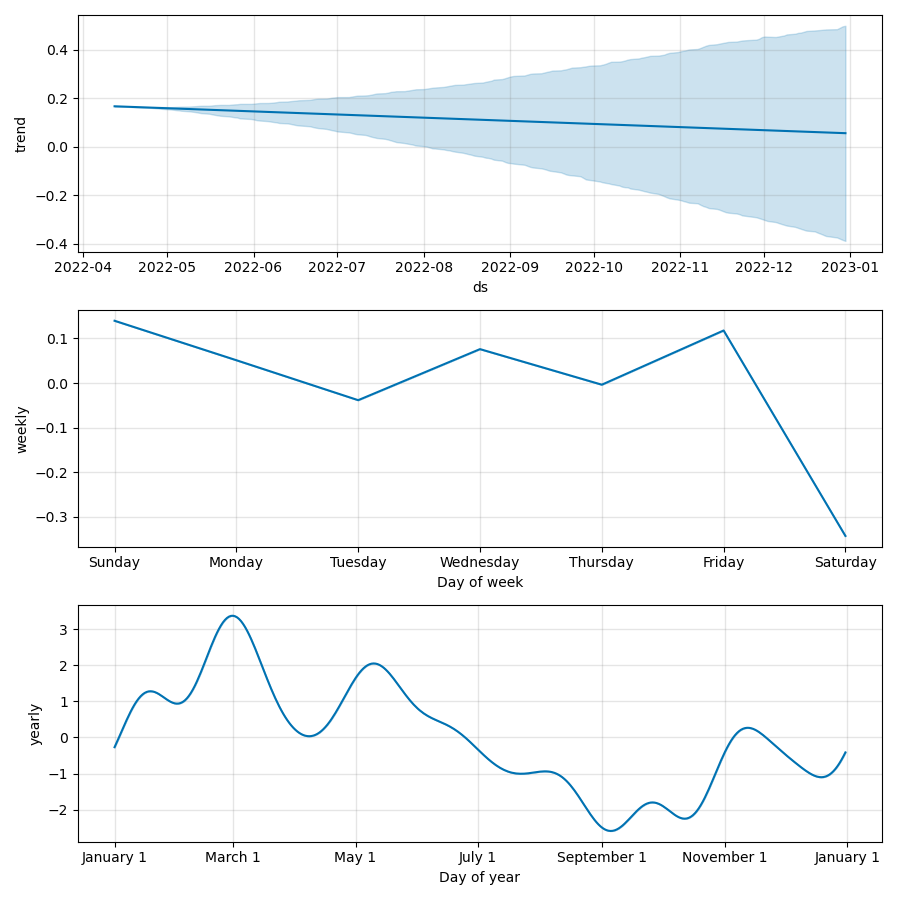 0.4
0.2
0.0
−0.2
−0.4
trend
2022-04 2022-05 2022-06 2022-07 2022-08 2022-09 2022-10 2022-11 2022-12 2023-01
ds
0.1
0.0
−0.1
−0.2
−0.3
weekly
Sunday Monday Tuesday Wednesday Thursday Friday Saturday
Day of week
3
2
1
0
−1
−2
yearly
January 1 March 1 May 1 July 1 September 1 November 1 January 1
Day of year